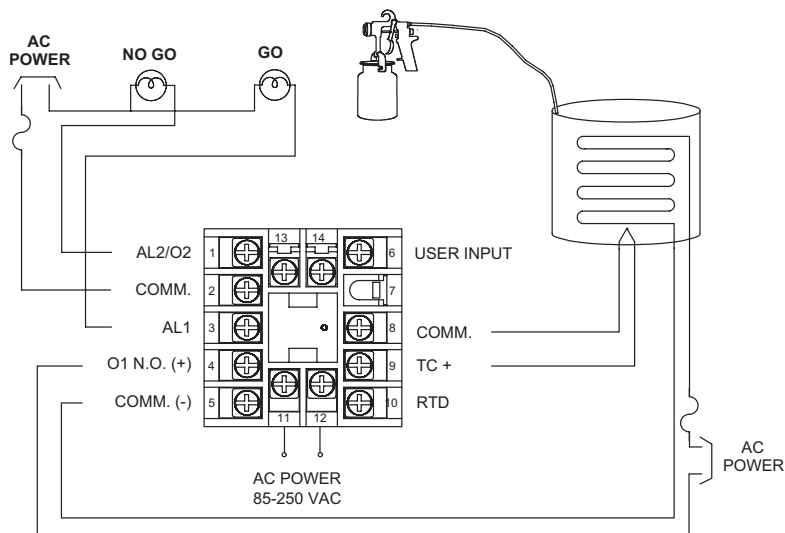 AC
POWER
NO GO
GO
13
14
AL2/O2
1
6
USER INPUT
COMM.
2
7
AL1
3
8
COMM.
O1 N.O. (+)
4
9
TC +
COMM. (-)
5
10
RTD
11
12
AC POWER
85-250 VAC
AC
POWER